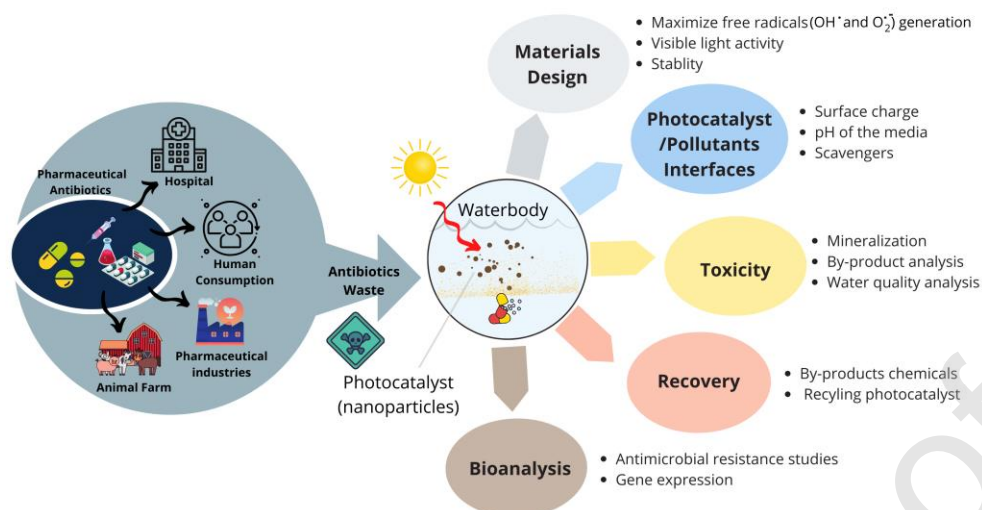 Materials
Design
• Maximize free radicals(OH˙ and O₂˙⁻) generation
• Visible light activity
• Stablity
Photocatalyst
/Pollutants
Interfaces
• Surface charge
• pH of the media
• Scavengers
Pharmaceutical
Antibiotics
Hospital
Human
Consumption
Pharmaceutical
industries
Animal Farm
Antibiotics
Waste
Waterbody
Photocatalyst
(nanoparticles)
Toxicity
• Mineralization
• By-product analysis
• Water quality analysis
Recovery
• By-products chemicals
• Recyling photocatalyst
Bioanalysis
• Antimicrobial resistance studies
• Gene expression